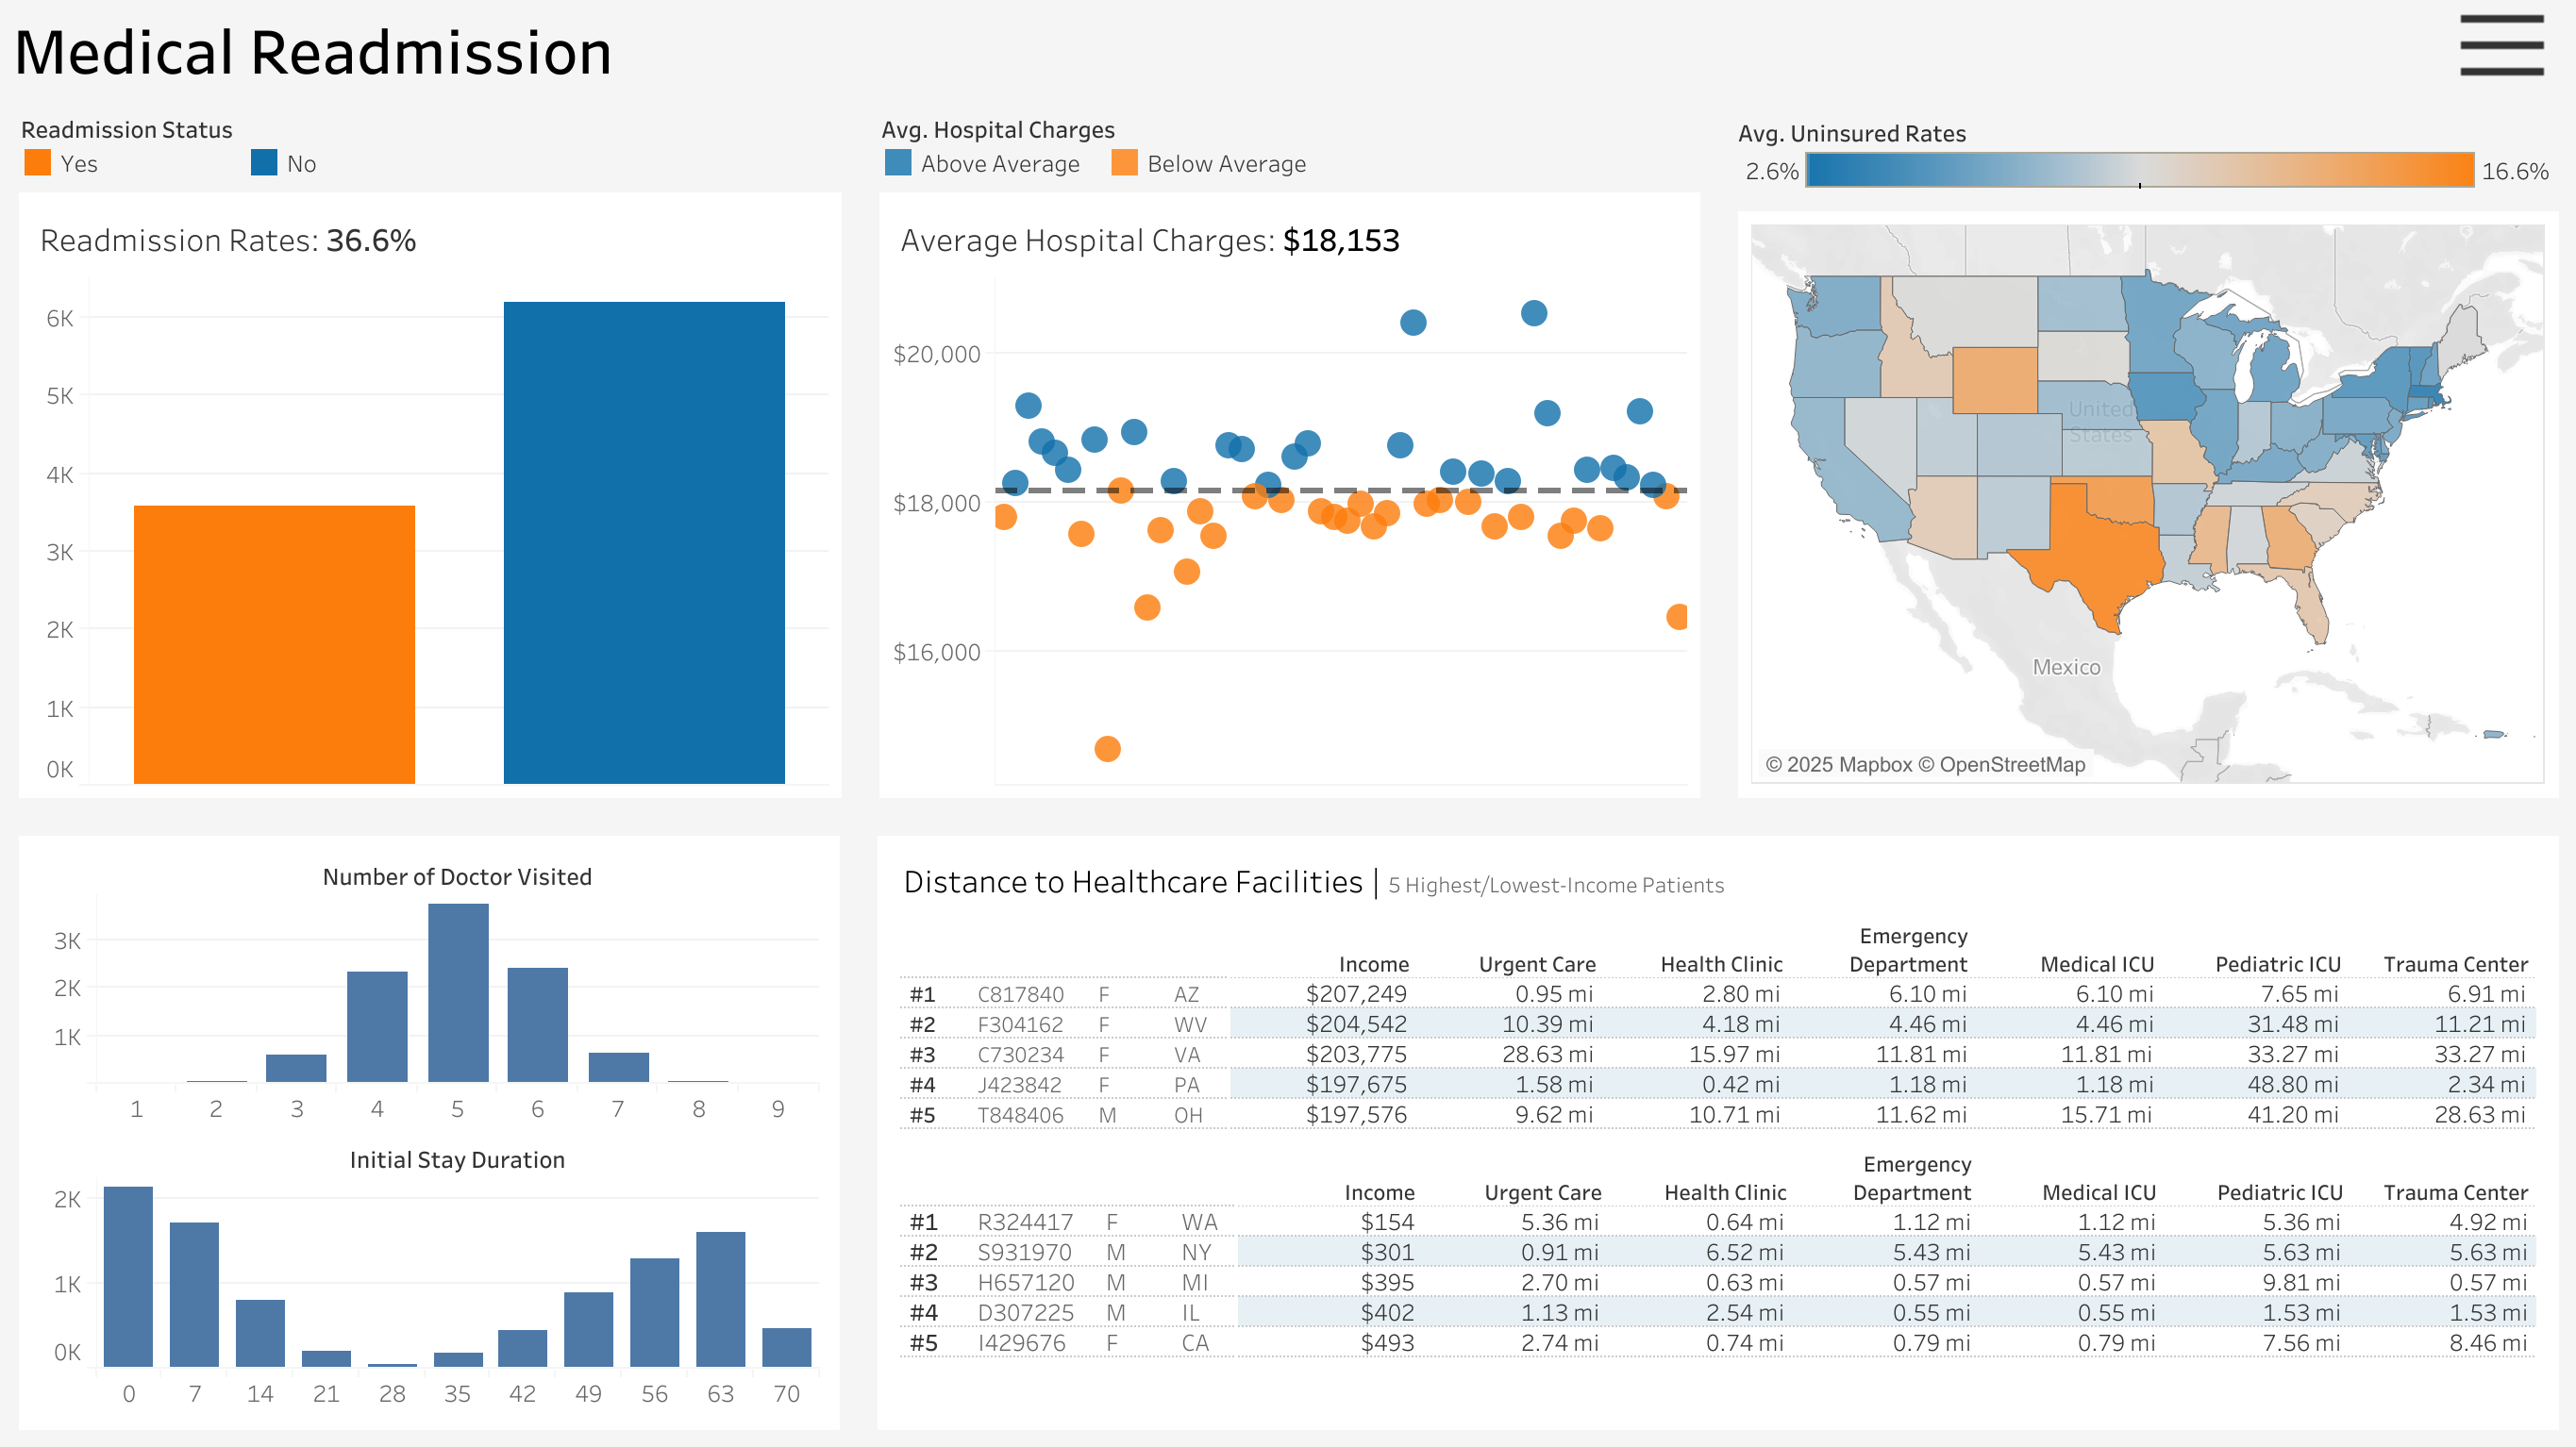 Medical Readmission
Readmission Status
Yes No
Readmission Rates: 36.6%
6K
5K
4K
3K
2K
1K
0K
Avg. Hospital Charges
Above Average Below Average
Average Hospital Charges: $18,153
$20,000
$18,000
$16,000
Avg. Uninsured Rates
2.6% 16.6%
United
States
Mexico
© 2025 Mapbox © OpenStreetMap
Number of Doctor Visited
3K
2K
1K
1 2 3 4 5 6 7 8 9
Initial Stay Duration
2K
1K
0K
0 7 14 21 28 35 42 49 56 63 70
Distance to Healthcare Facilities | 5 Highest/Lowest-Income Patients
Emergency
Income Urgent Care Health Clinic Department Medical ICU Pediatric ICU Trauma Center
#1 C817840 F AZ $207,249 0.95 mi 2.80 mi 6.10 mi 6.10 mi 7.65 mi 6.91 mi
#2 F304162 F WV $204,542 10.39 mi 4.18 mi 4.46 mi 4.46 mi 31.48 mi 11.21 mi
#3 C730234 F VA $203,775 28.63 mi 15.97 mi 11.81 mi 11.81 mi 33.27 mi 33.27 mi
#4 J423842 F PA $197,675 1.58 mi 0.42 mi 1.18 mi 1.18 mi 48.80 mi 2.34 mi
#5 T848406 M OH $197,576 9.62 mi 10.71 mi 11.62 mi 15.71 mi 41.20 mi 28.63 mi
Emergency
Income Urgent Care Health Clinic Department Medical ICU Pediatric ICU Trauma Center
#1 R324417 F WA $154 5.36 mi 0.64 mi 1.12 mi 1.12 mi 5.36 mi 4.92 mi
#2 S931970 M NY $301 0.91 mi 6.52 mi 5.43 mi 5.43 mi 5.63 mi 5.63 mi
#3 H657120 M MI $395 2.70 mi 0.63 mi 0.57 mi 0.57 mi 9.81 mi 0.57 mi
#4 D307225 M IL $402 1.13 mi 2.54 mi 0.55 mi 0.55 mi 1.53 mi 1.53 mi
#5 I429676 F CA $493 2.74 mi 0.74 mi 0.79 mi 0.79 mi 7.56 mi 8.46 mi